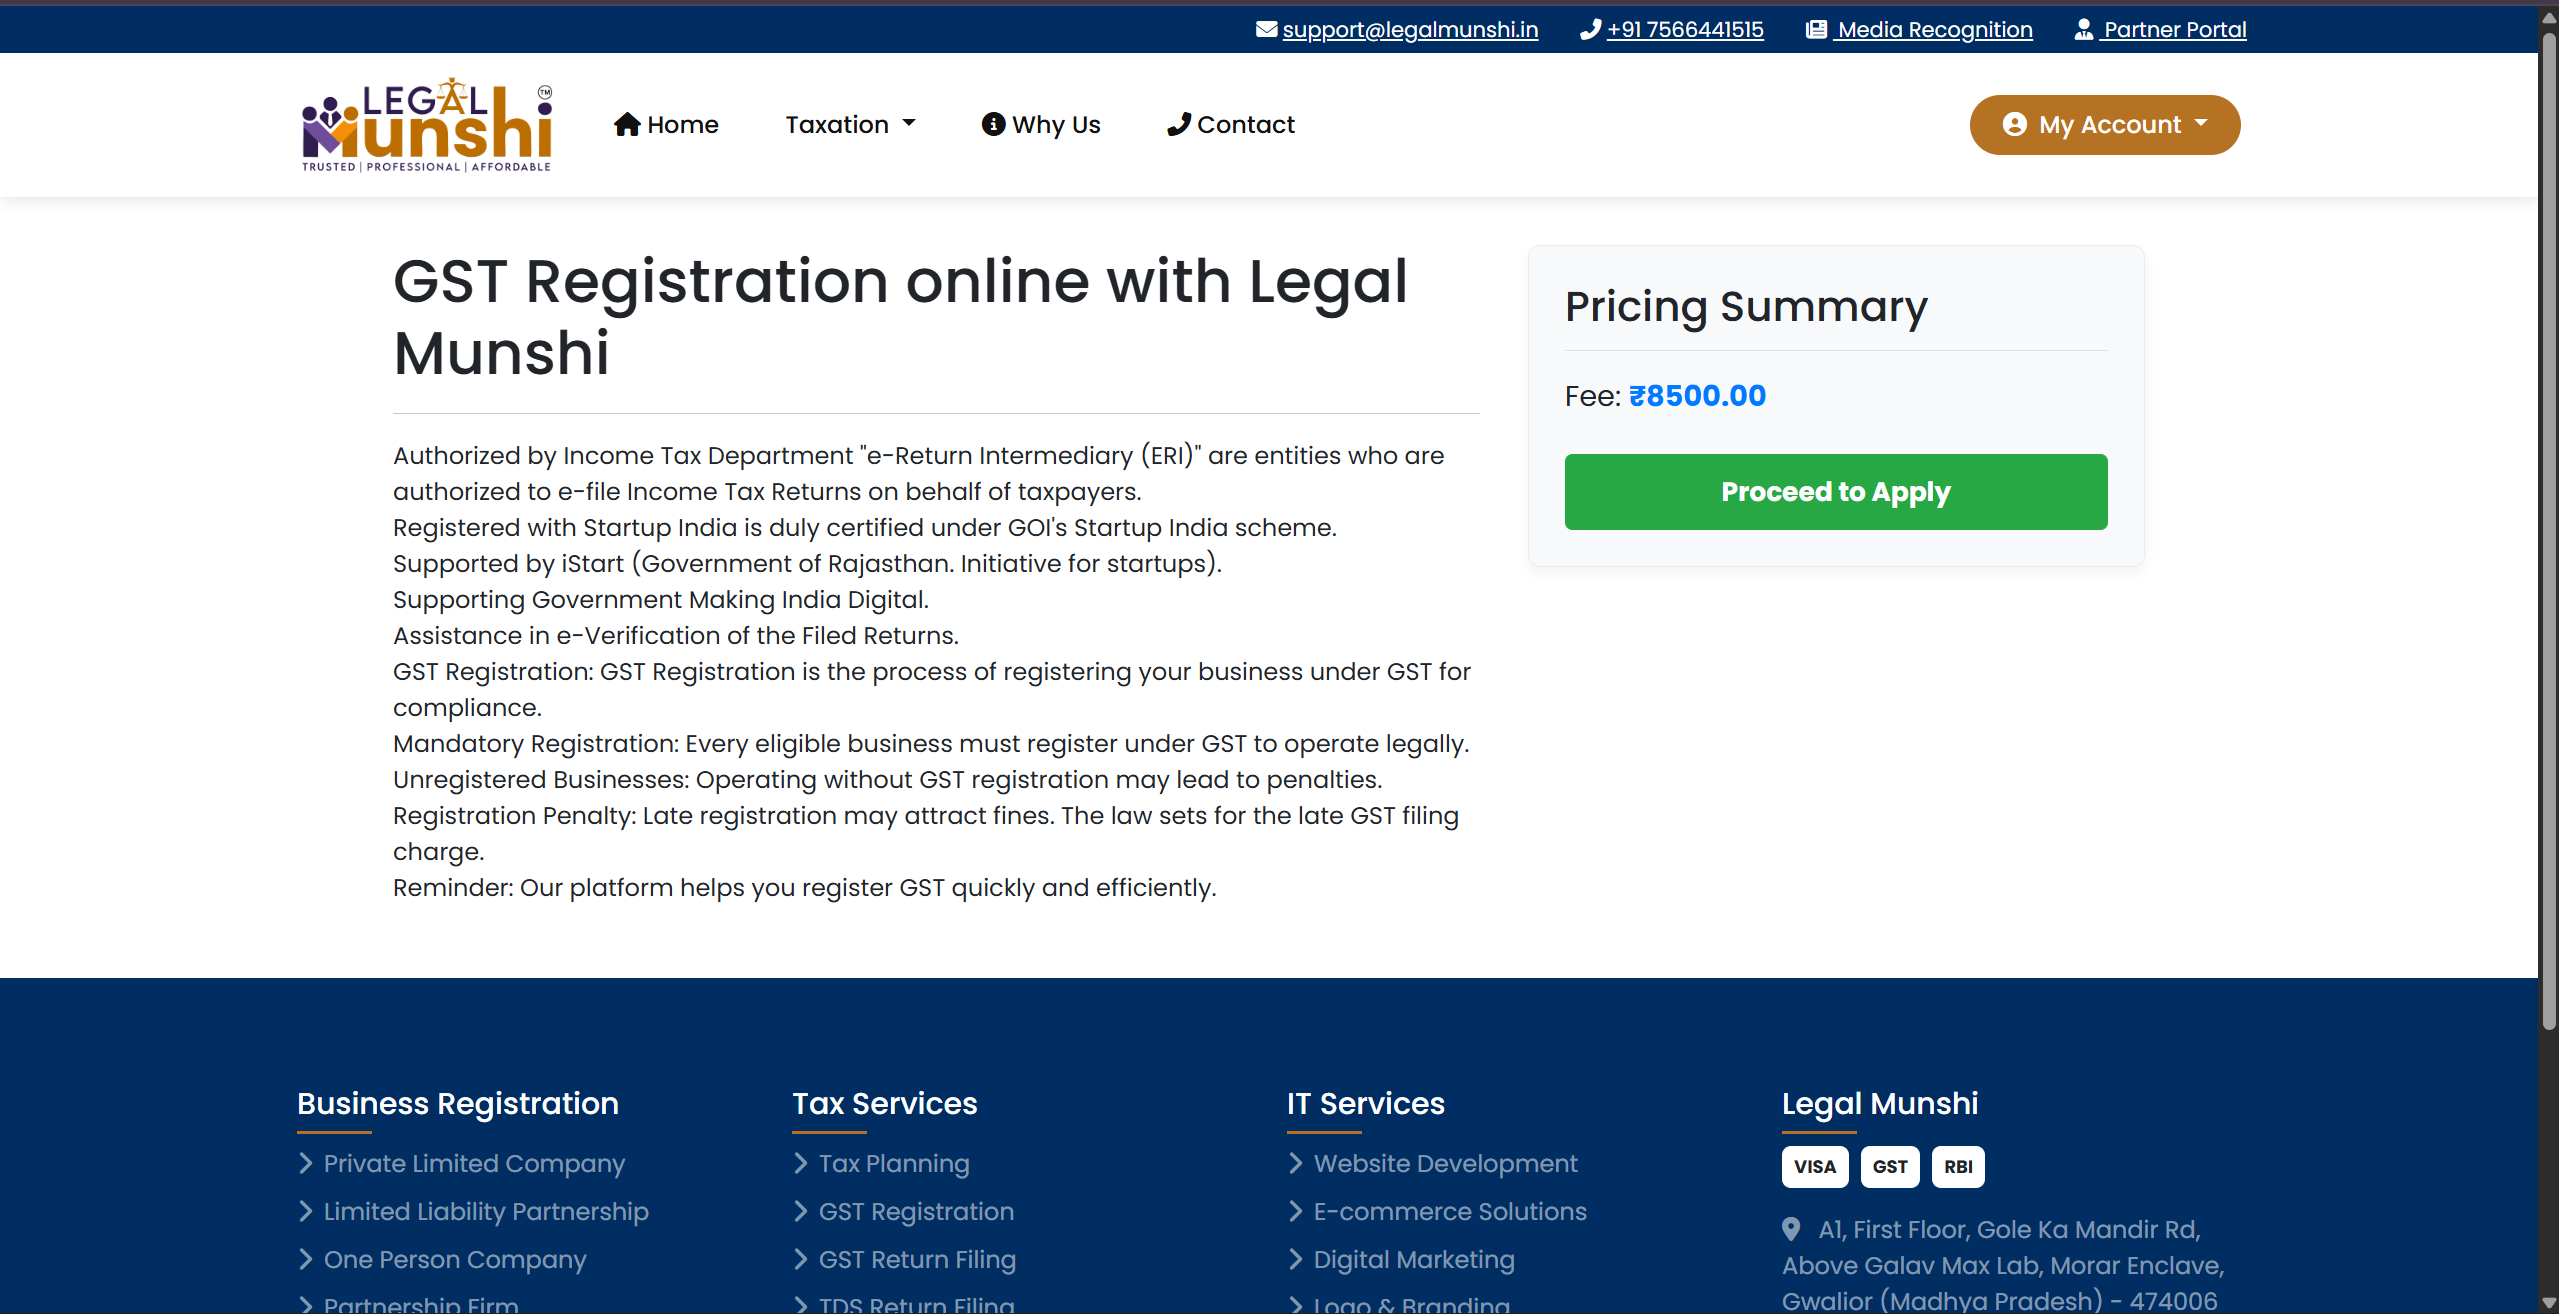 support@legalmunshi.in +91 7566441515 Media Recognition Partner Portal
LEGAL
Munshi
TM
TRUSTED | PROFESSIONAL | AFFORDABLE
Home Taxation Why Us Contact My Account
GST Registration online with Legal
Munshi
Authorized by Income Tax Department "e-Return Intermediary (ERI)" are entities who are
authorized to e-file Income Tax Returns on behalf of taxpayers.
Registered with Startup India is duly certified under GOI's Startup India scheme.
Supported by iStart (Government of Rajasthan. Initiative for startups).
Supporting Government Making India Digital.
Assistance in e-Verification of the Filed Returns.
GST Registration: GST Registration is the process of registering your business under GST for
compliance.
Mandatory Registration: Every eligible business must register under GST to operate legally.
Unregistered Businesses: Operating without GST registration may lead to penalties.
Registration Penalty: Late registration may attract fines. The law sets for the late GST filing
charge.
Reminder: Our platform helps you register GST quickly and efficiently.
Pricing Summary
Fee: ₹8500.00
Proceed to Apply
Business Registration
Private Limited Company
Limited Liability Partnership
One Person Company
Partnership Firm
Tax Services
Tax Planning
GST Registration
GST Return Filing
TDS Return Filing
IT Services
Website Development
E-commerce Solutions
Digital Marketing
Logo & Branding
Legal Munshi
VISA GST RBI
A1, First Floor, Gole Ka Mandir Rd,
Above Galav Max Lab, Morar Enclave,
Gwalior (Madhya Pradesh) - 474006